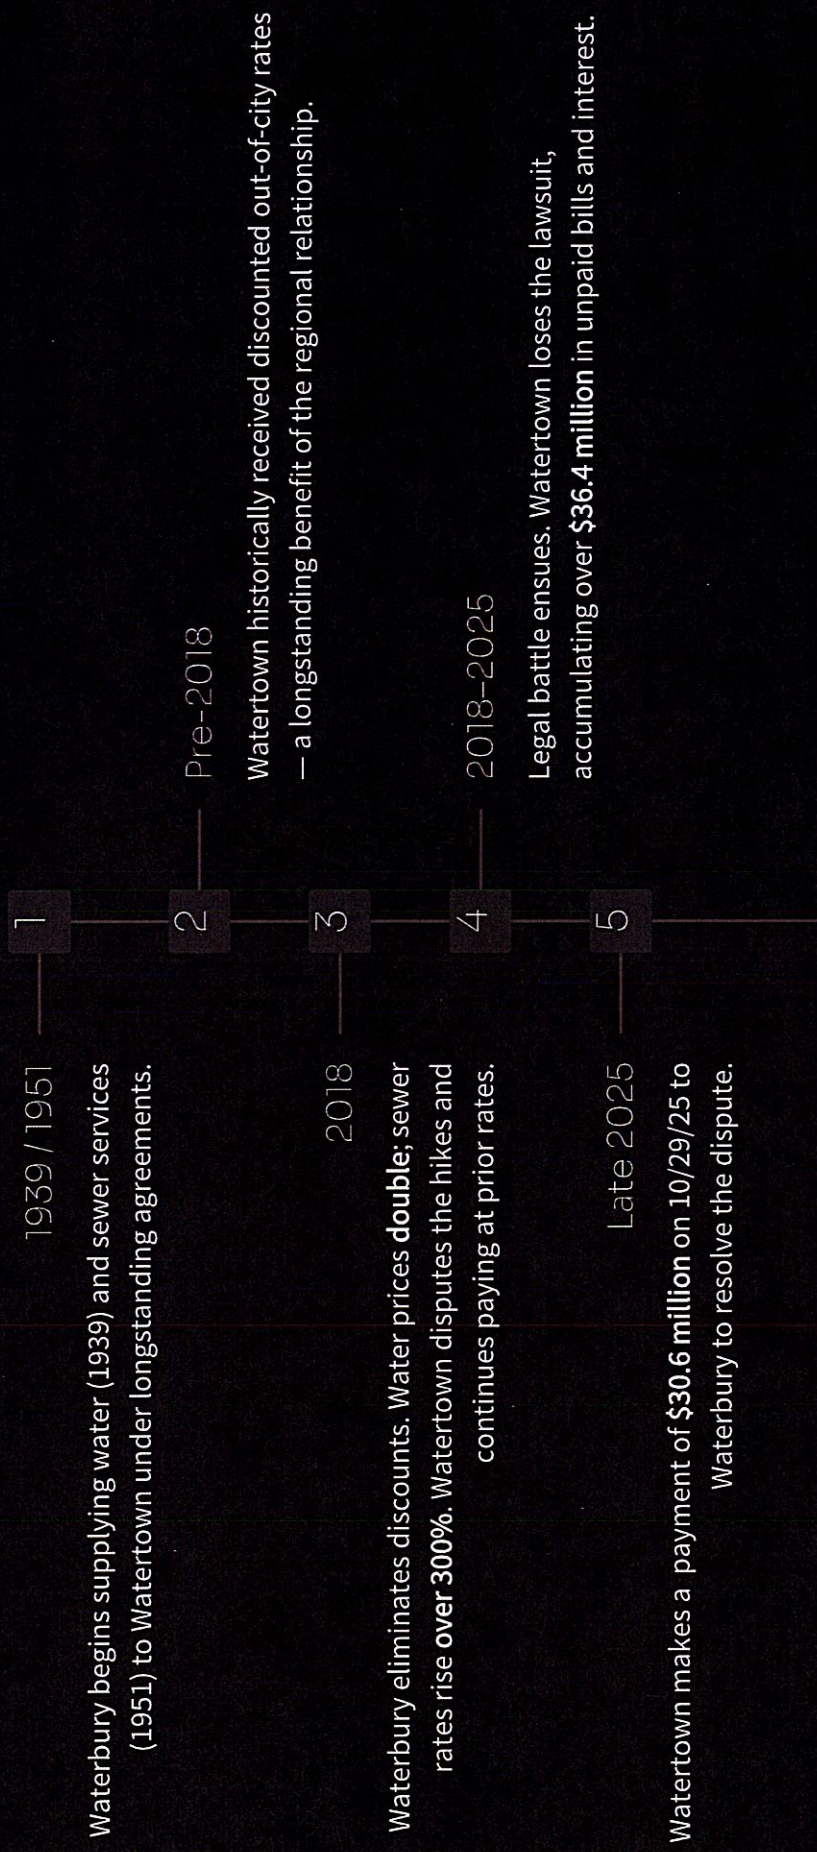 1
1939 / 1951
Waterbury begins supplying water (1939) and sewer services
(1951) to Watertown under longstanding agreements.
2
Pre-2018
Watertown historically received discounted out-of-city rates
— a longstanding benefit of the regional relationship.
3
2018
Waterbury eliminates discounts. Water prices double; sewer
rates rise over 300%. Watertown disputes the hikes and
continues paying at prior rates.
4
2018–2025
Legal battle ensues. Watertown loses the lawsuit,
accumulating over $36.4 million in unpaid bills and interest.
5
Late 2025
Watertown makes a payment of $30.6 million on 10/29/25 to
Waterbury to resolve the dispute.